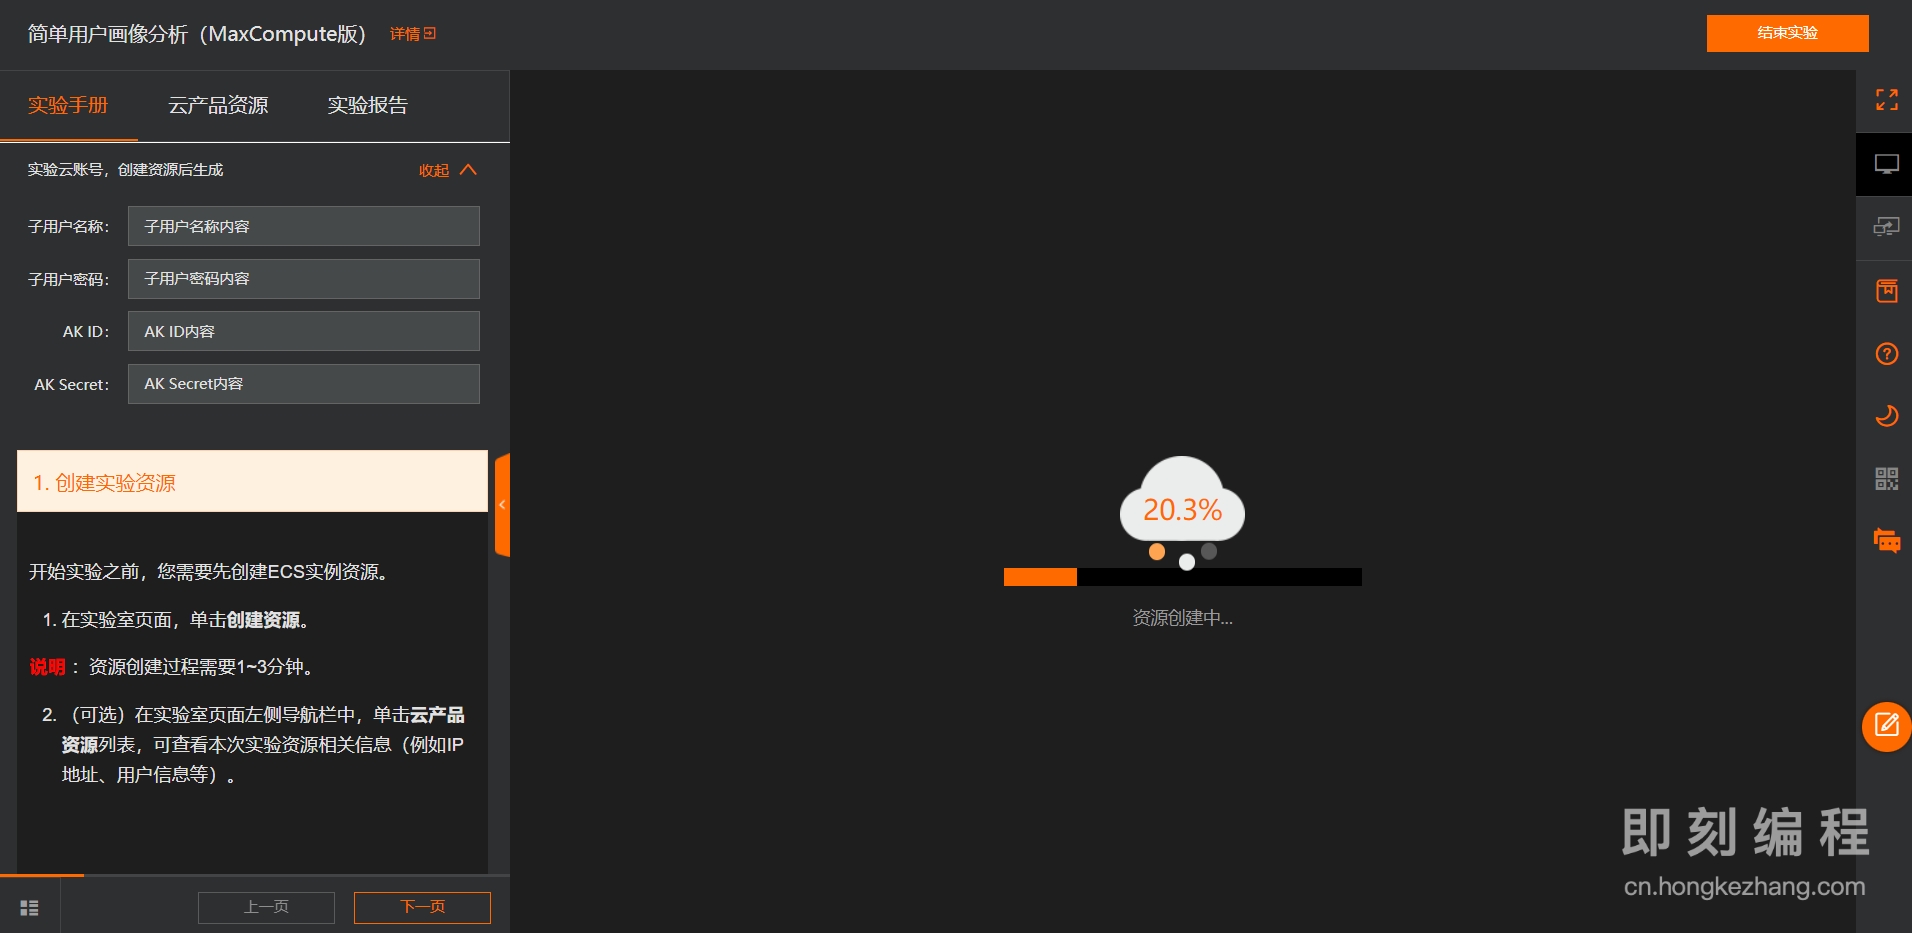 简单用户画像分析（MaxCompute版） 详情
结束实验
实验手册 云产品资源 实验报告
实验云账号，创建资源后生成 收起
子用户名称： 子用户名称内容
子用户密码： 子用户密码内容
AK ID： AK ID内容
AK Secret： AK Secret内容
1. 创建实验资源
开始实验之前，您需要先创建ECS实例资源。
1. 在实验室页面，单击创建资源。
说明 ：资源创建过程需要1~3分钟。
2. （可选）在实验室页面左侧导航栏中，单击云产品
资源列表，可查看本次实验资源相关信息（例如IP
地址、用户信息等）。
上一页 下一页
20.3%
资源创建中...
即刻编程
cn.hongkezhang.com